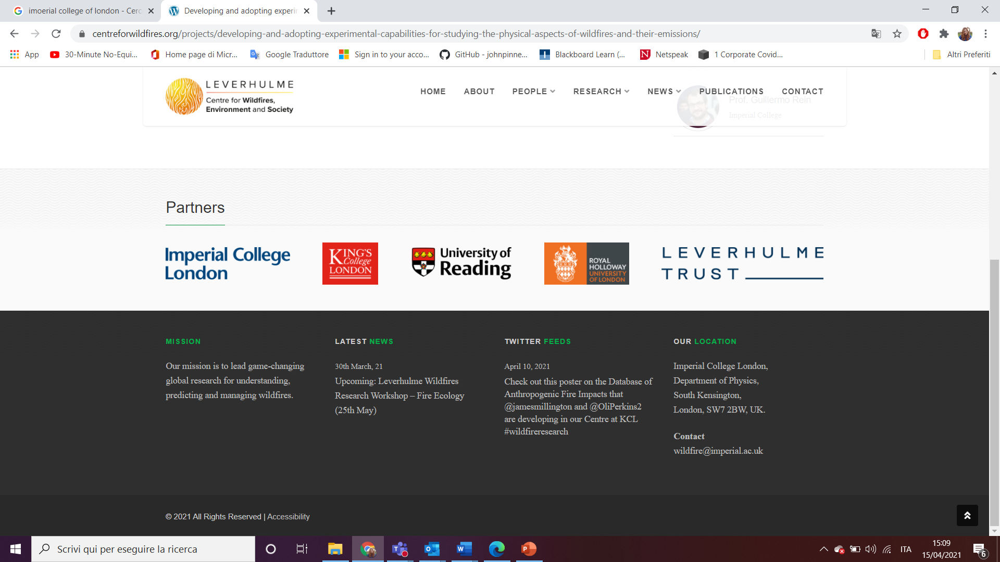 imoerial college of london - Cerc
Developing and adopting experin
centreforwildfires.org/projects/developing-and-adopting-experimental-capabilities-for-studying-the-physical-aspects-of-wildfires-and-their-emissions/
App
30-Minute No-Equi...
Home page di Micr...
Google Traduttore
Sign in to your acco...
GitHub - johnpinne...
Blackboard Learn (...
Netspeak
1 Corporate Covid...
Altri Preferiti
LEVERHULME
Centre for Wildfires,
Environment and Society
HOME ABOUT PEOPLE RESEARCH NEWS PUBLICATIONS CONTACT
Prof. Guillermo Rein
Imperial College
Partners
Imperial College
London
KING'S
College
LONDON
University of
Reading
ROYAL
HOLLOWAY
UNIVERSITY
OF LONDON
LEVERHULME
TRUST
MISSION
Our mission is to lead game-changing
global research for understanding,
predicting and managing wildfires.
LATEST NEWS
30th March, 21
Upcoming: Leverhulme Wildfires
Research Workshop – Fire Ecology
(25th May)
TWITTER FEEDS
April 10, 2021
Check out this poster on the Database of
Anthropogenic Fire Impacts that
@jamesmillington and @OliPerkins2
are developing in our Centre at KCL
#wildfireresearch
OUR LOCATION
Imperial College London,
Department of Physics,
South Kensington,
London, SW7 2BW, UK.
Contact
wildfire@imperial.ac.uk
© 2021 All Rights Reserved | Accessibility
Scrivi qui per eseguire la ricerca
ITA
15:09
15/04/2021
6